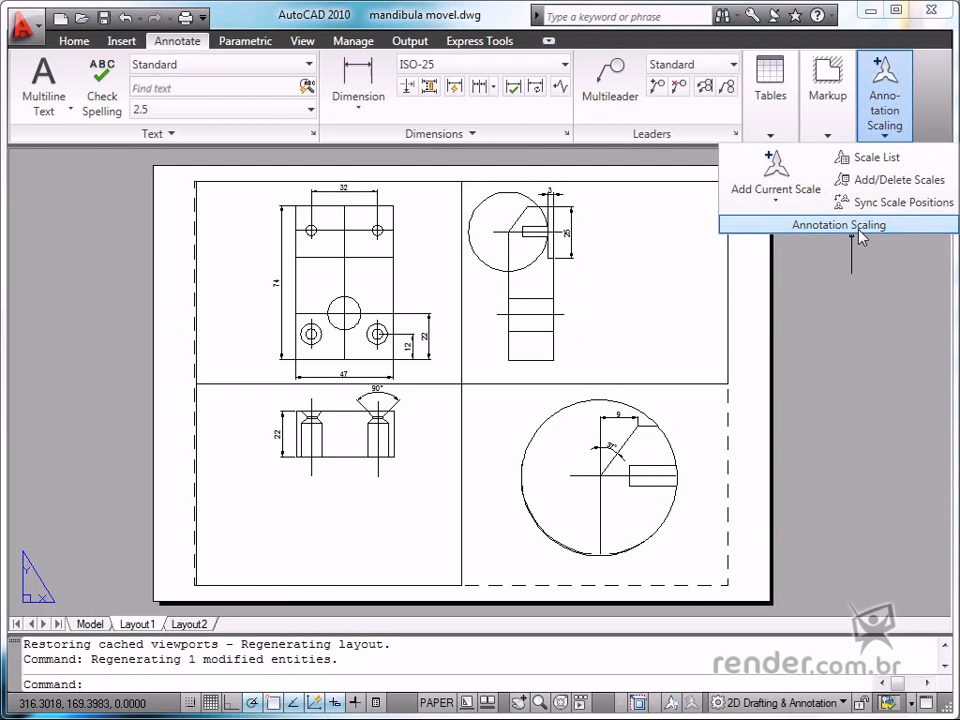 AutoCAD 2010 mandibula movel.dwg
Type a keyword or phrase
Home Insert Annotate Parametric View Manage Output Express Tools
Multiline Text
ABC
Check Spelling
Standard
Find text
2.5
Text
Dimension
ISO-25
Dimensions
Multileader
Standard
Leaders
Tables
Markup
Anno-
tation
Scaling
Add Current Scale
Scale List
Add/Delete Scales
Sync Scale Positions
Annotation Scaling
32
74
12
22
47
3
25
90°
22
9
37°
Y
X
Model Layout1 Layout2
Restoring cached viewports - Regenerating layout.
Command: Regenerating 1 modified entities.
Command:
render.com.br
316.3018, 169.3983, 0.0000 PAPER 2D Drafting & Annotation